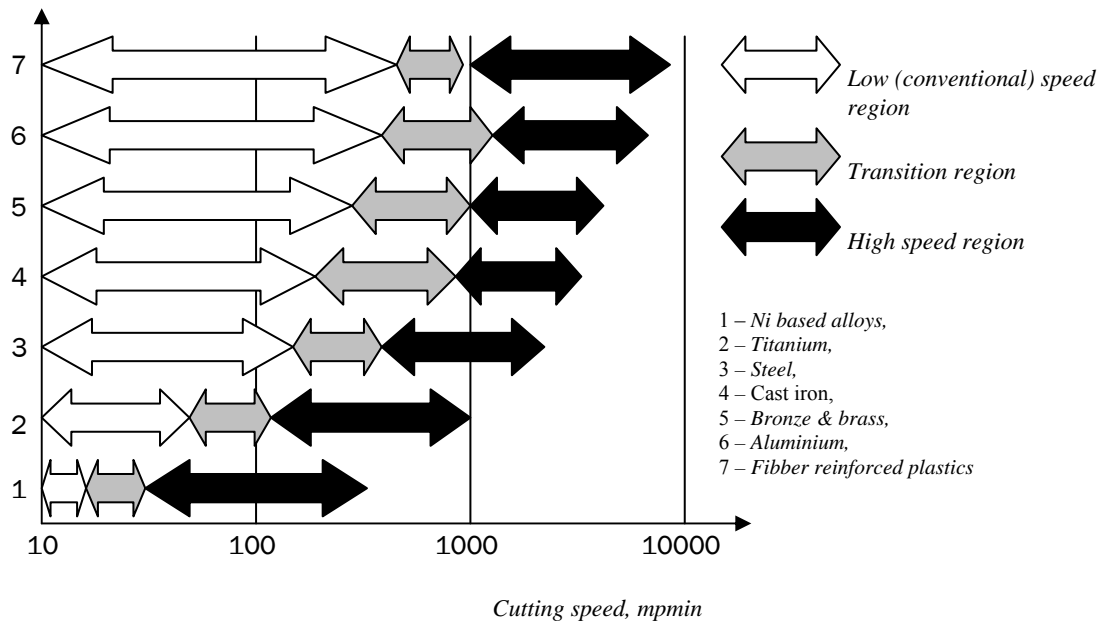 7
6
5
4
3
2
1
10 100 1000 10000
Cutting speed, mpmin
Low (conventional) speed
region
Transition region
High speed region
1 – Ni based alloys,
2 – Titanium,
3 – Steel,
4 – Cast iron,
5 – Bronze & brass,
6 – Aluminium,
7 – Fibber reinforced plastics